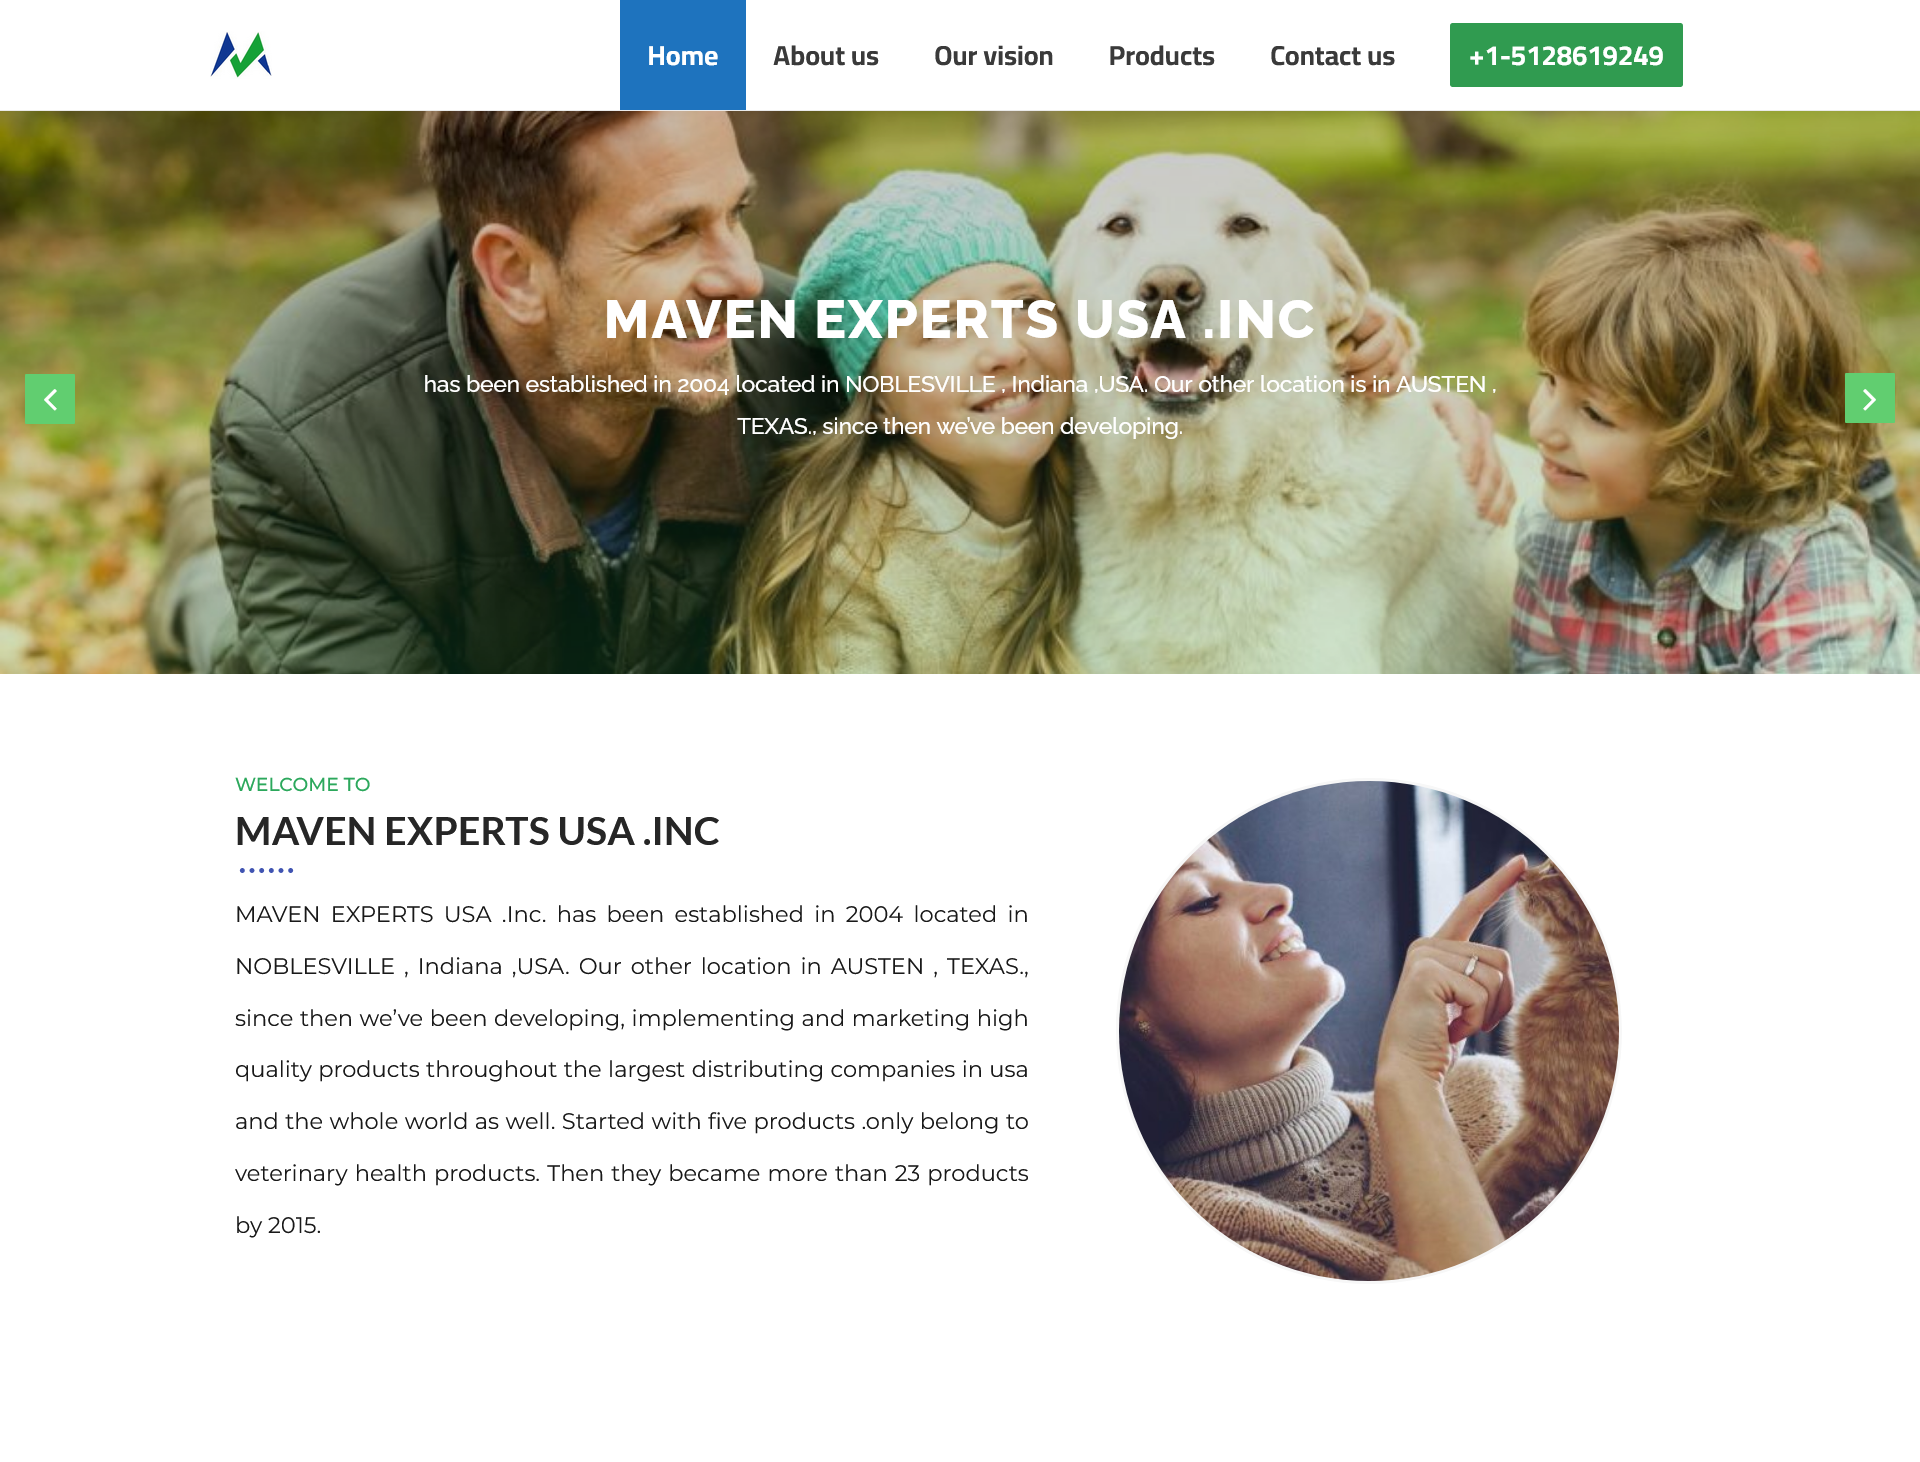 Home About us Our vision Products Contact us +1-5128619249
MAVEN EXPERTS USA .INC
has been established in 2004 located in NOBLESVILLE , Indiana ,USA. Our other location is in AUSTEN ,
TEXAS., since then we’ve been developing.
WELCOME TO
MAVEN EXPERTS USA .INC
MAVEN EXPERTS USA .Inc. has been established in 2004 located in
NOBLESVILLE , Indiana ,USA. Our other location in AUSTEN , TEXAS.,
since then we’ve been developing, implementing and marketing high
quality products throughout the largest distributing companies in usa
and the whole world as well. Started with five products .only belong to
veterinary health products. Then they became more than 23 products
by 2015.